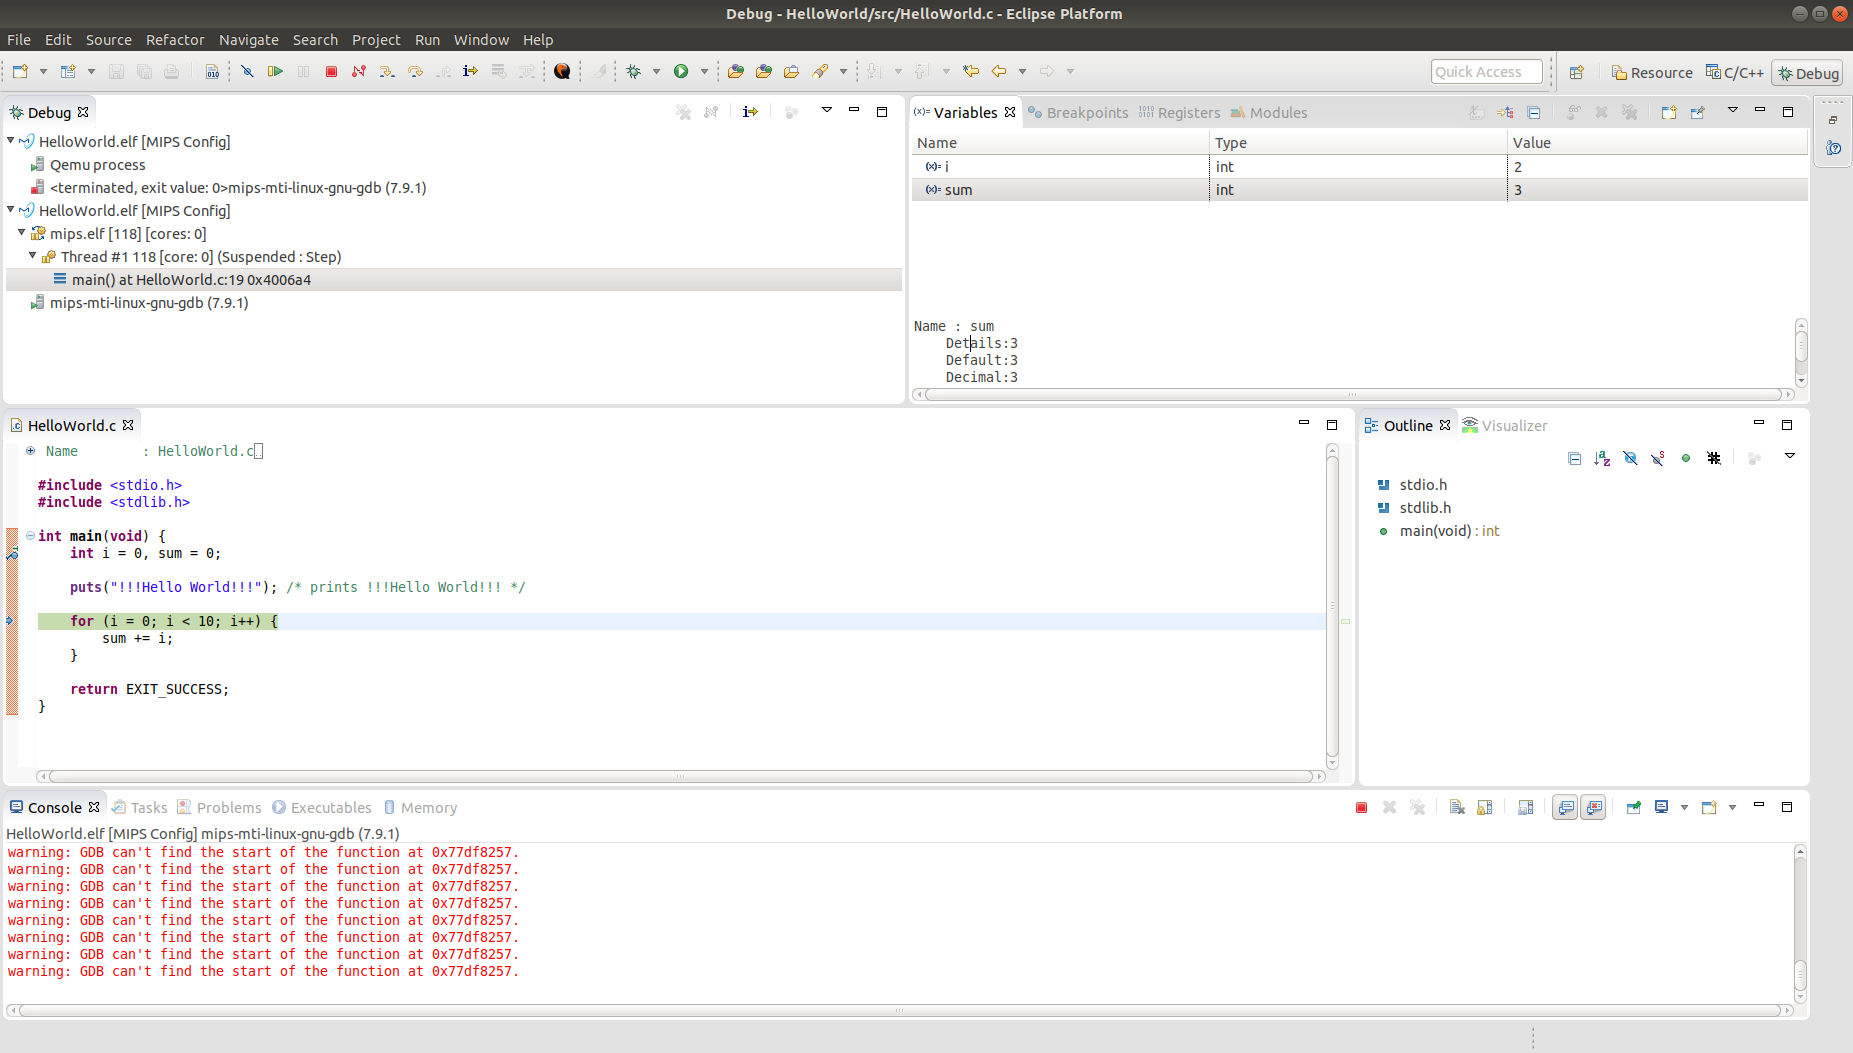 Debug - HelloWorld/src/HelloWorld.c - Eclipse Platform
File Edit Source Refactor Navigate Search Project Run Window Help
Quick Access Resource C/C++ Debug
Debug
HelloWorld.elf [MIPS Config]
Qemu process
<terminated, exit value: 0>mips-mti-linux-gnu-gdb (7.9.1)
HelloWorld.elf [MIPS Config]
mips.elf [118] [cores: 0]
Thread #1 118 [core: 0] (Suspended : Step)
main() at HelloWorld.c:19 0x4006a4
mips-mti-linux-gnu-gdb (7.9.1)
(x)= Variables Breakpoints Registers Modules
Name Type Value
(x)= i int 2
(x)= sum int 3
Name : sum
Details:3
Default:3
Decimal:3
HelloWorld.c
Name : HelloWorld.c
#include <stdio.h>
#include <stdlib.h>
int main(void) {
int i = 0, sum = 0;
puts("!!!Hello World!!!"); /* prints !!!Hello World!!! */
for (i = 0; i < 10; i++) {
sum += i;
}
return EXIT_SUCCESS;
}
Outline Visualizer
stdio.h
stdlib.h
main(void) : int
Console Tasks Problems Executables Memory
HelloWorld.elf [MIPS Config] mips-mti-linux-gnu-gdb (7.9.1)
warning: GDB can't find the start of the function at 0x77df8257.
warning: GDB can't find the start of the function at 0x77df8257.
warning: GDB can't find the start of the function at 0x77df8257.
warning: GDB can't find the start of the function at 0x77df8257.
warning: GDB can't find the start of the function at 0x77df8257.
warning: GDB can't find the start of the function at 0x77df8257.
warning: GDB can't find the start of the function at 0x77df8257.
warning: GDB can't find the start of the function at 0x77df8257.